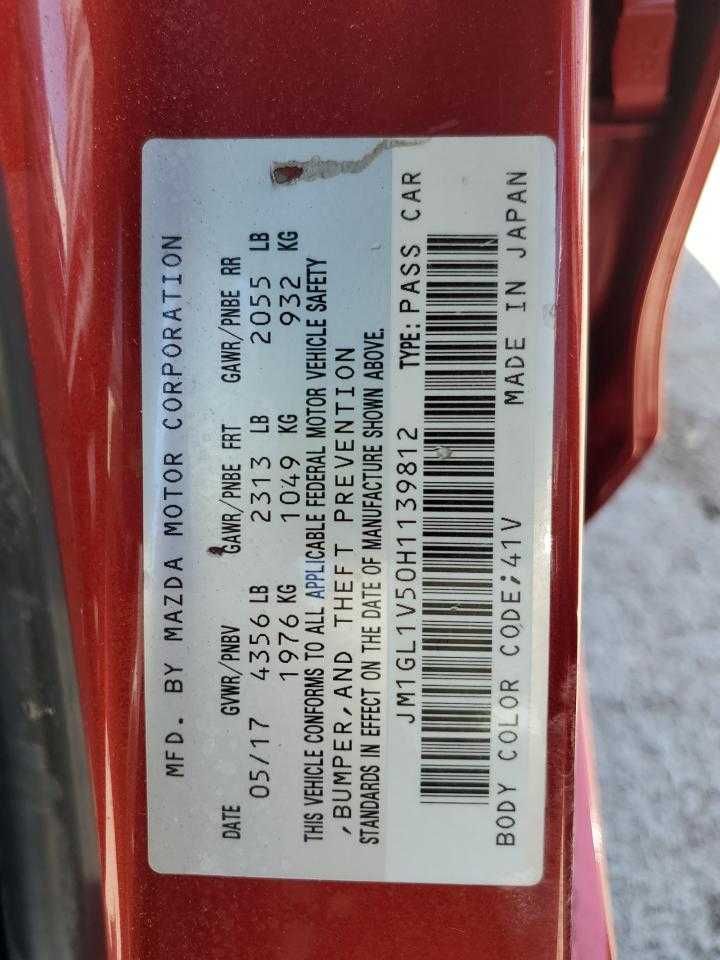 MFD. BY MAZDA MOTOR CORPORATION
DATE GVWR/PNBV GAWR/PNBE FRT GAWR/PNBE RR
05/17 4356 LB 2313 LB 2055 LB
1976 KG 1049 KG 932 KG
THIS VEHICLE CONFORMS TO ALL APPLICABLE FEDERAL MOTOR VEHICLE SAFETY
,BUMPER,AND THEFT PREVENTION
STANDARDS IN EFFECT ON THE DATE OF MANUFACTURE SHOWN ABOVE.
JM1GL1V50H1139812 TYPE: PASS CAR
BODY COLOR CODE;41V MADE IN JAPAN